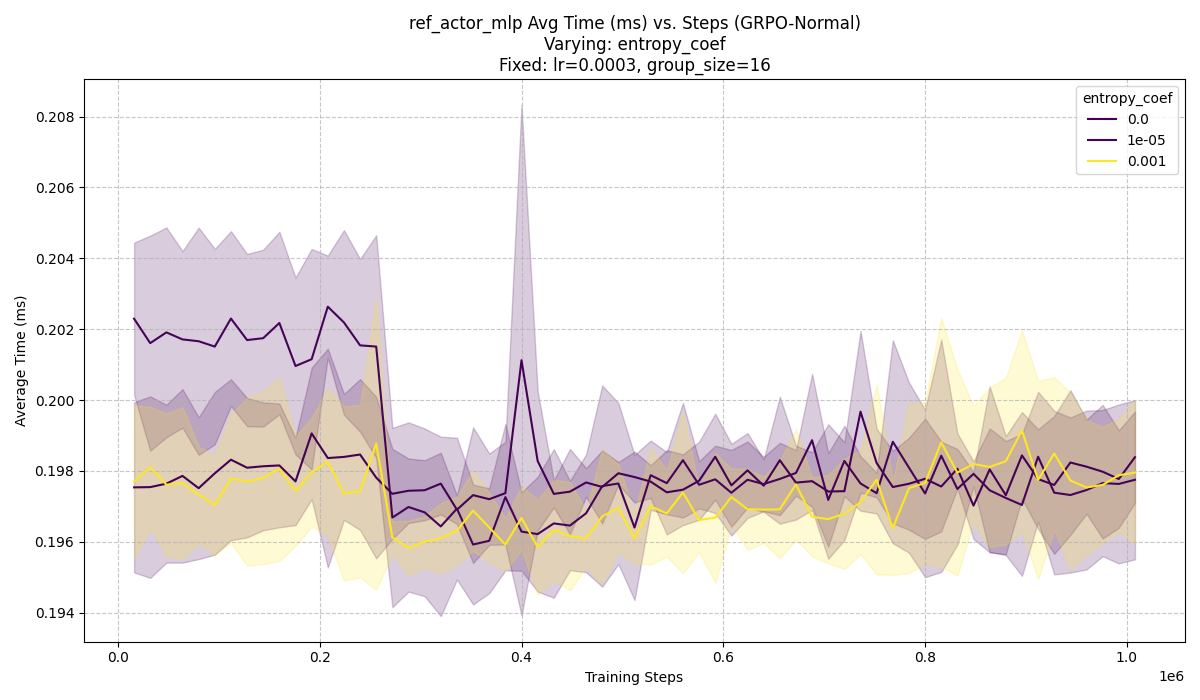 ref_actor_mlp Avg Time (ms) vs. Steps (GRPO-Normal)
Varying: entropy_coef
Fixed: lr=0.0003, group_size=16
entropy_coef
0.0
1e-05
0.001
Average Time (ms)
0.208
0.206
0.204
0.202
0.200
0.198
0.196
0.194
0.0
0.2
0.4
0.6
0.8
1.0
1e6
Training Steps